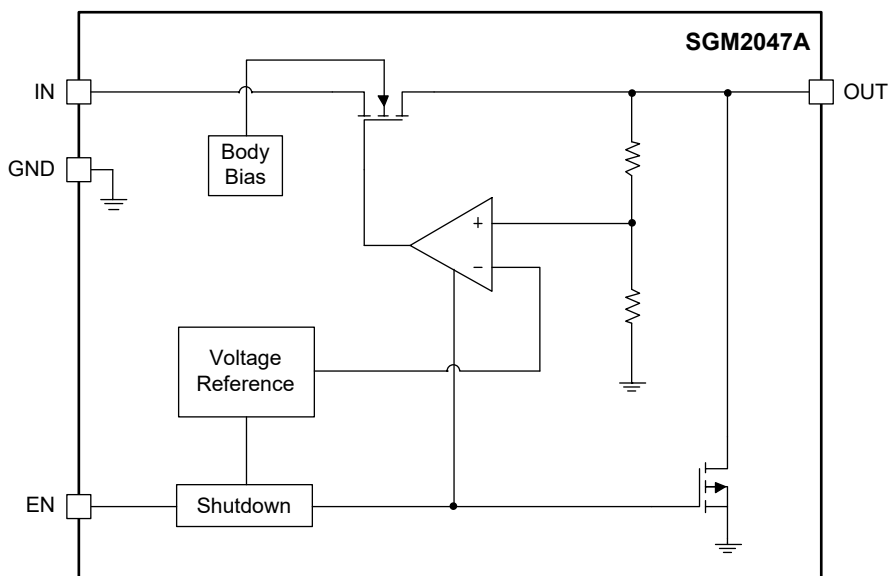 SGM2047A
IN
OUT
Body
Bias
GND
+
−
Voltage
Reference
EN
Shutdown